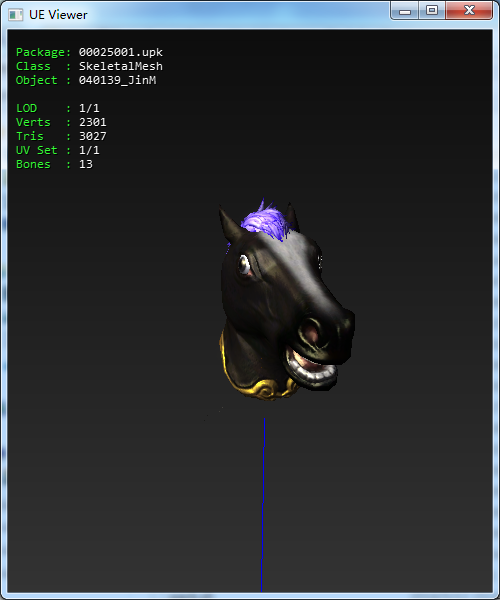 UE Viewer
Package: 00025001.upk
Class : SkeletalMesh
Object : 040139_JinM
LOD : 1/1
Verts : 2301
Tris : 3027
UV Set : 1/1
Bones : 13